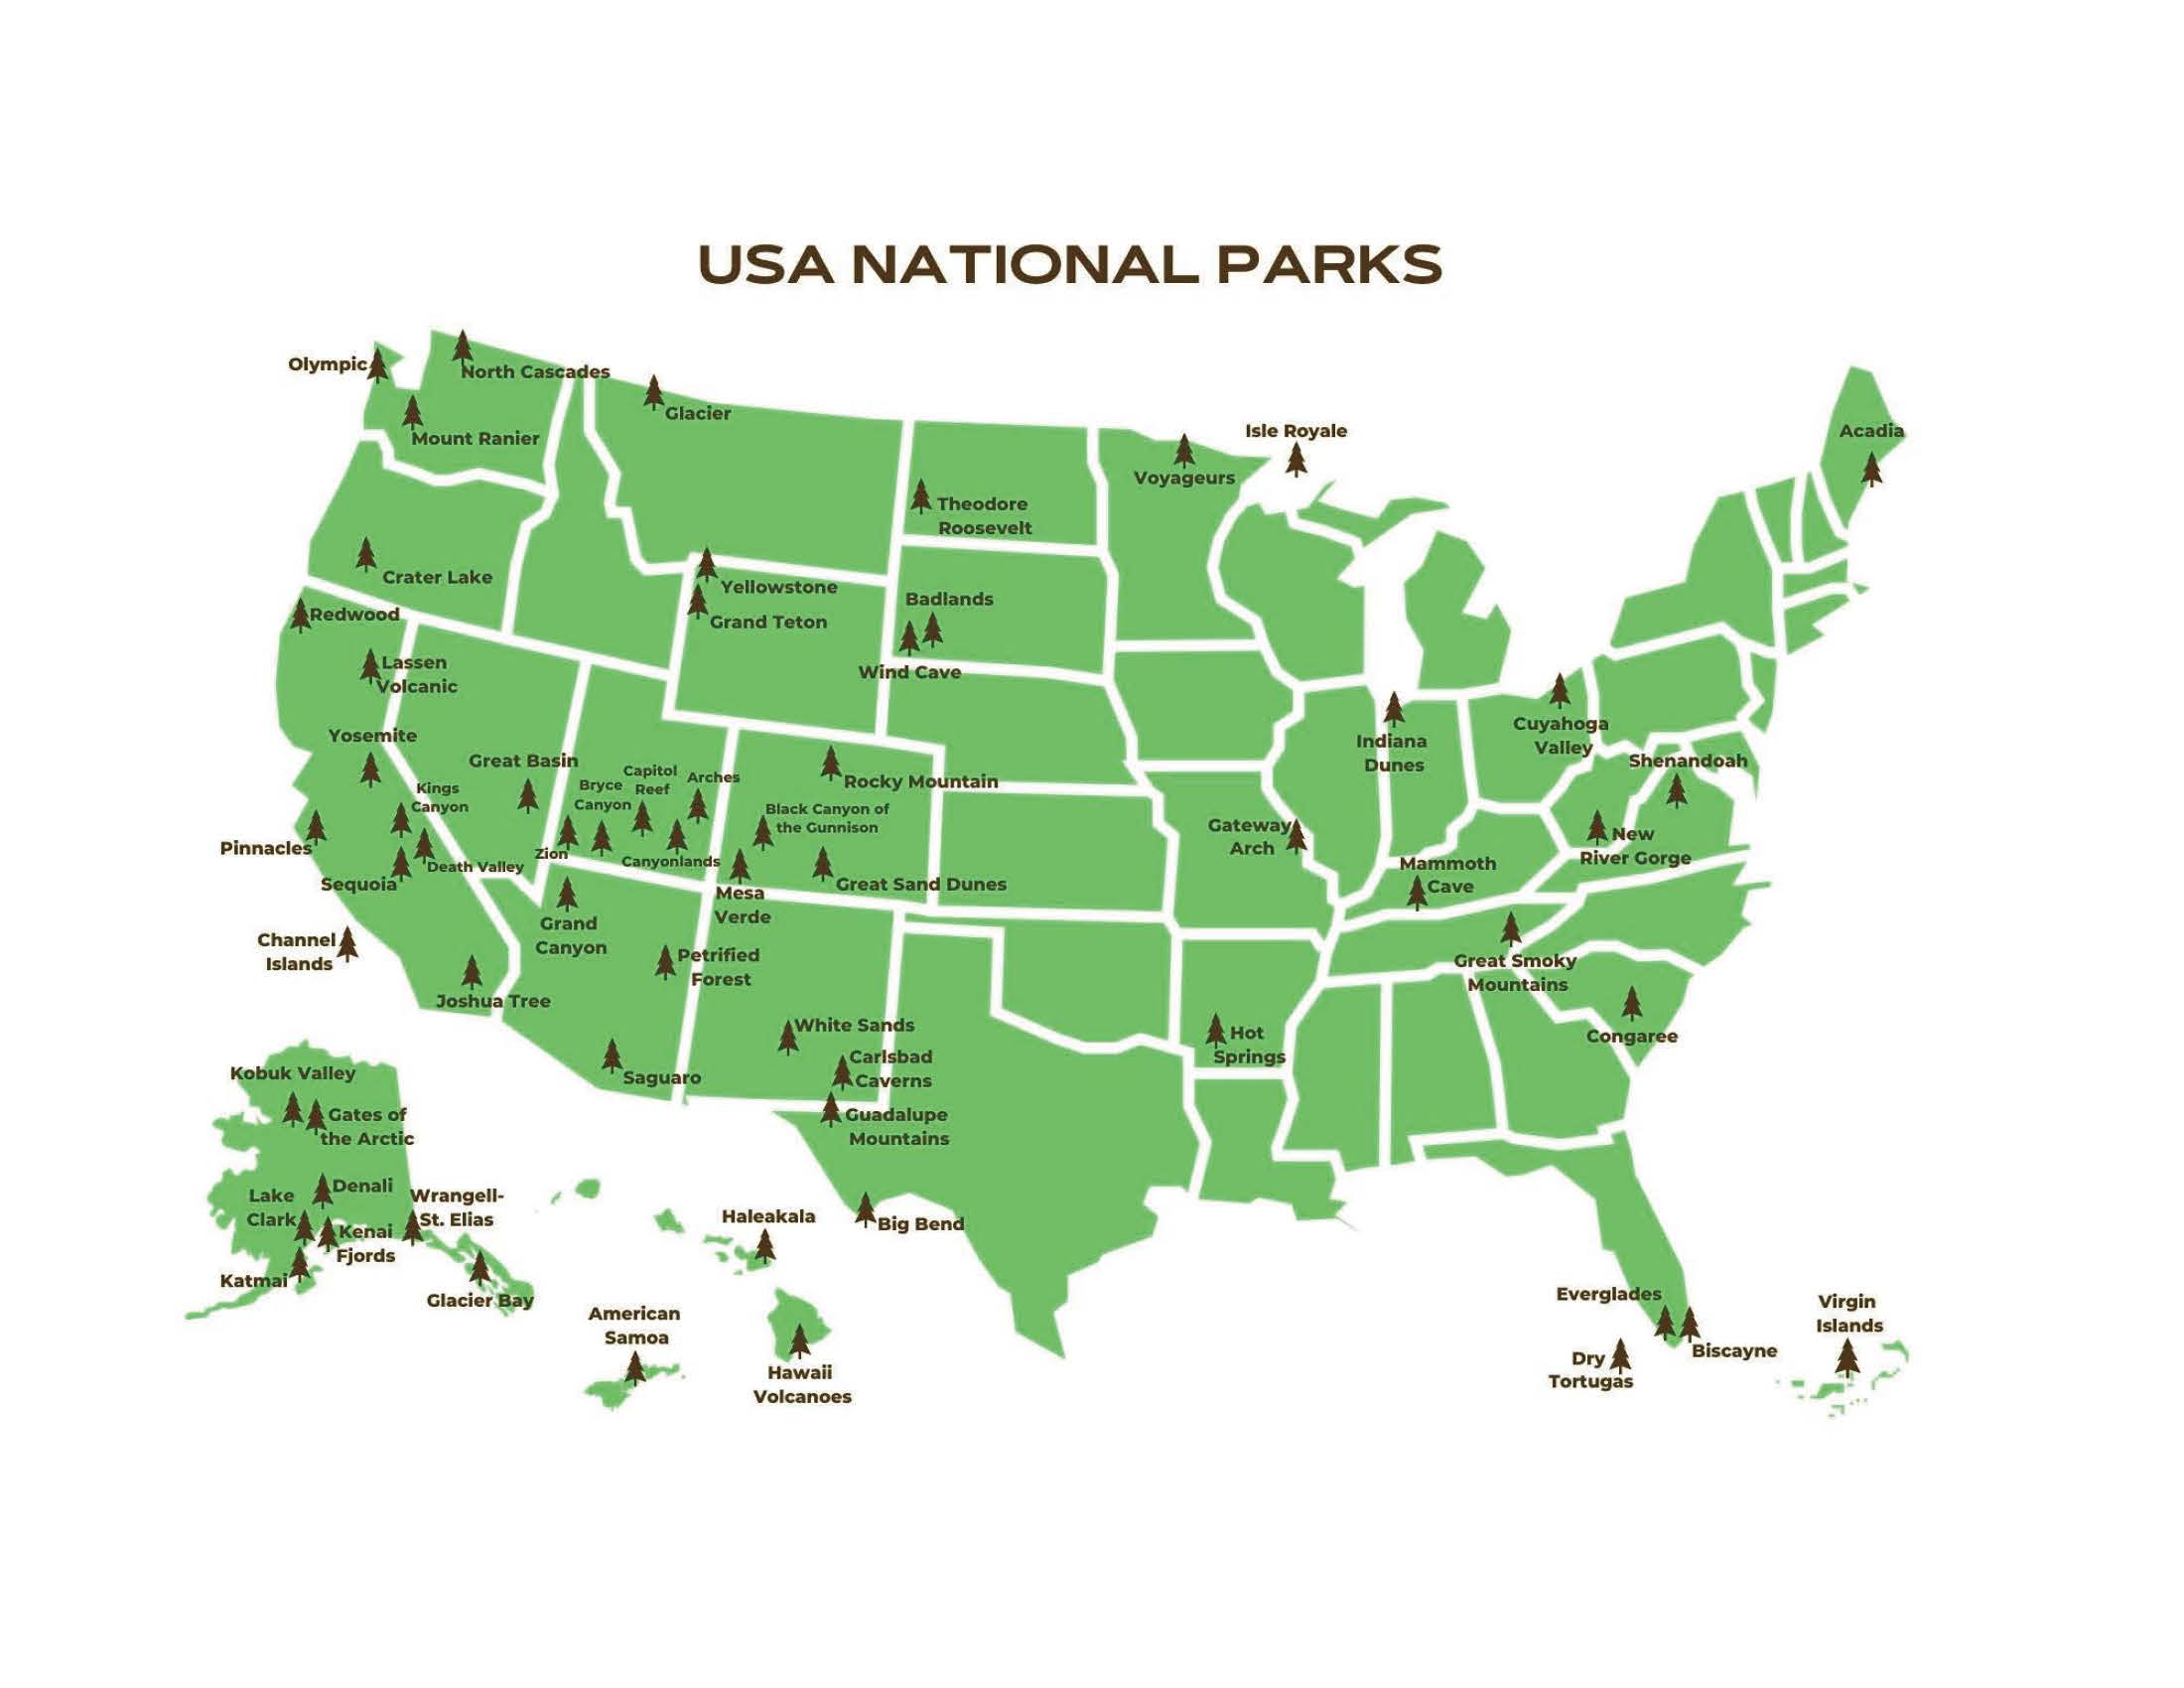 USA NATIONAL PARKS
Olympic
North Cascades
Mount Ranier
Glacier
Crater Lake
Redwood
Lassen
Volcanic
Yosemite
Kings
Canyon
Pinnacles
Sequoia
Death Valley
Channel
Islands
Joshua Tree
Great Basin
Zion
Bryce
Canyon
Capitol
Reef
Arches
Canyonlands
Grand
Canyon
Petrified
Forest
Saguaro
Yellowstone
Grand Teton
Rocky Mountain
Black Canyon of
the Gunnison
Great Sand Dunes
Mesa
Verde
White Sands
Carlsbad
Caverns
Guadalupe
Mountains
Big Bend
Theodore
Roosevelt
Badlands
Wind Cave
Voyageurs
Isle Royale
Indiana
Dunes
Gateway
Arch
Mammoth
Cave
Hot
Springs
Cuyahoga
Valley
Shenandoah
New
River Gorge
Great Smoky
Mountains
Congaree
Acadia
Everglades
Biscayne
Dry
Tortugas
Virgin
Islands
Kobuk Valley
Gates of
the Arctic
Denali
Lake
Clark
Wrangell-
St. Elias
Kenai
Fjords
Katmai
Glacier Bay
Haleakala
American
Samoa
Hawaii
Volcanoes